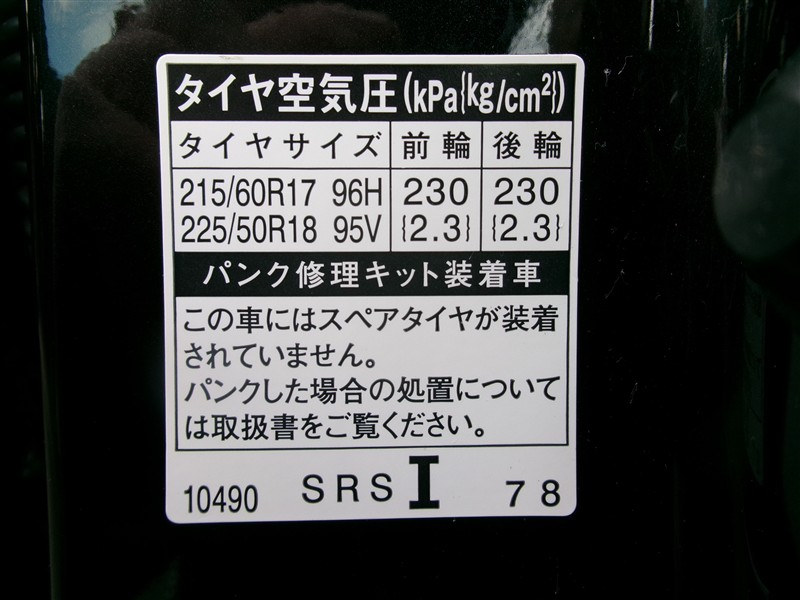 タイヤ空気圧(kPa{kg/cm²})
タイヤサイズ 前輪 後輪
215/60R17 96H 230 230
225/50R18 95V {2.3} {2.3}
パンク修理キット装着車
この車にはスペアタイヤが装着
されていません。
パンクした場合の処置について
は取扱書をご覧ください。
10490 SRS I 78